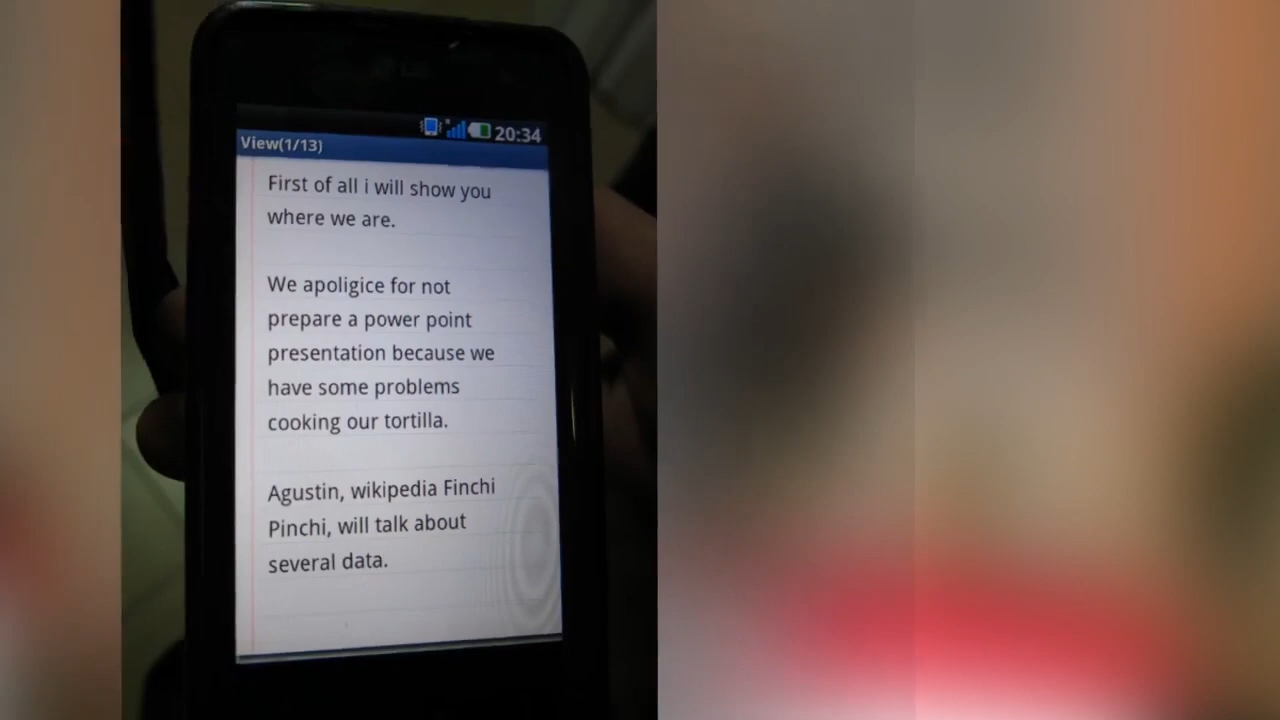 20:34
View(1/13)
First of all i will show you
where we are.
We apoligice for not
prepare a power point
presentation because we
have some problems
cooking our tortilla.
Agustin, wikipedia Finchi
Pinchi, will talk about
several data.